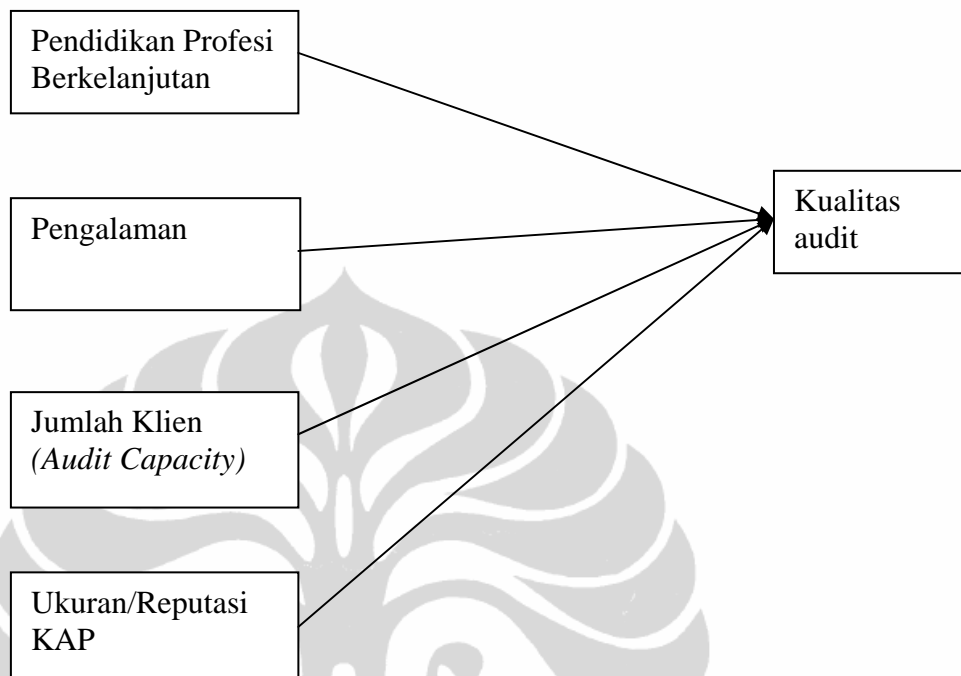 Pendidikan Profesi
Berkelanjutan
Pengalaman
Jumlah Klien
(Audit Capacity)
Ukuran/Reputasi
KAP
Kualitas
audit